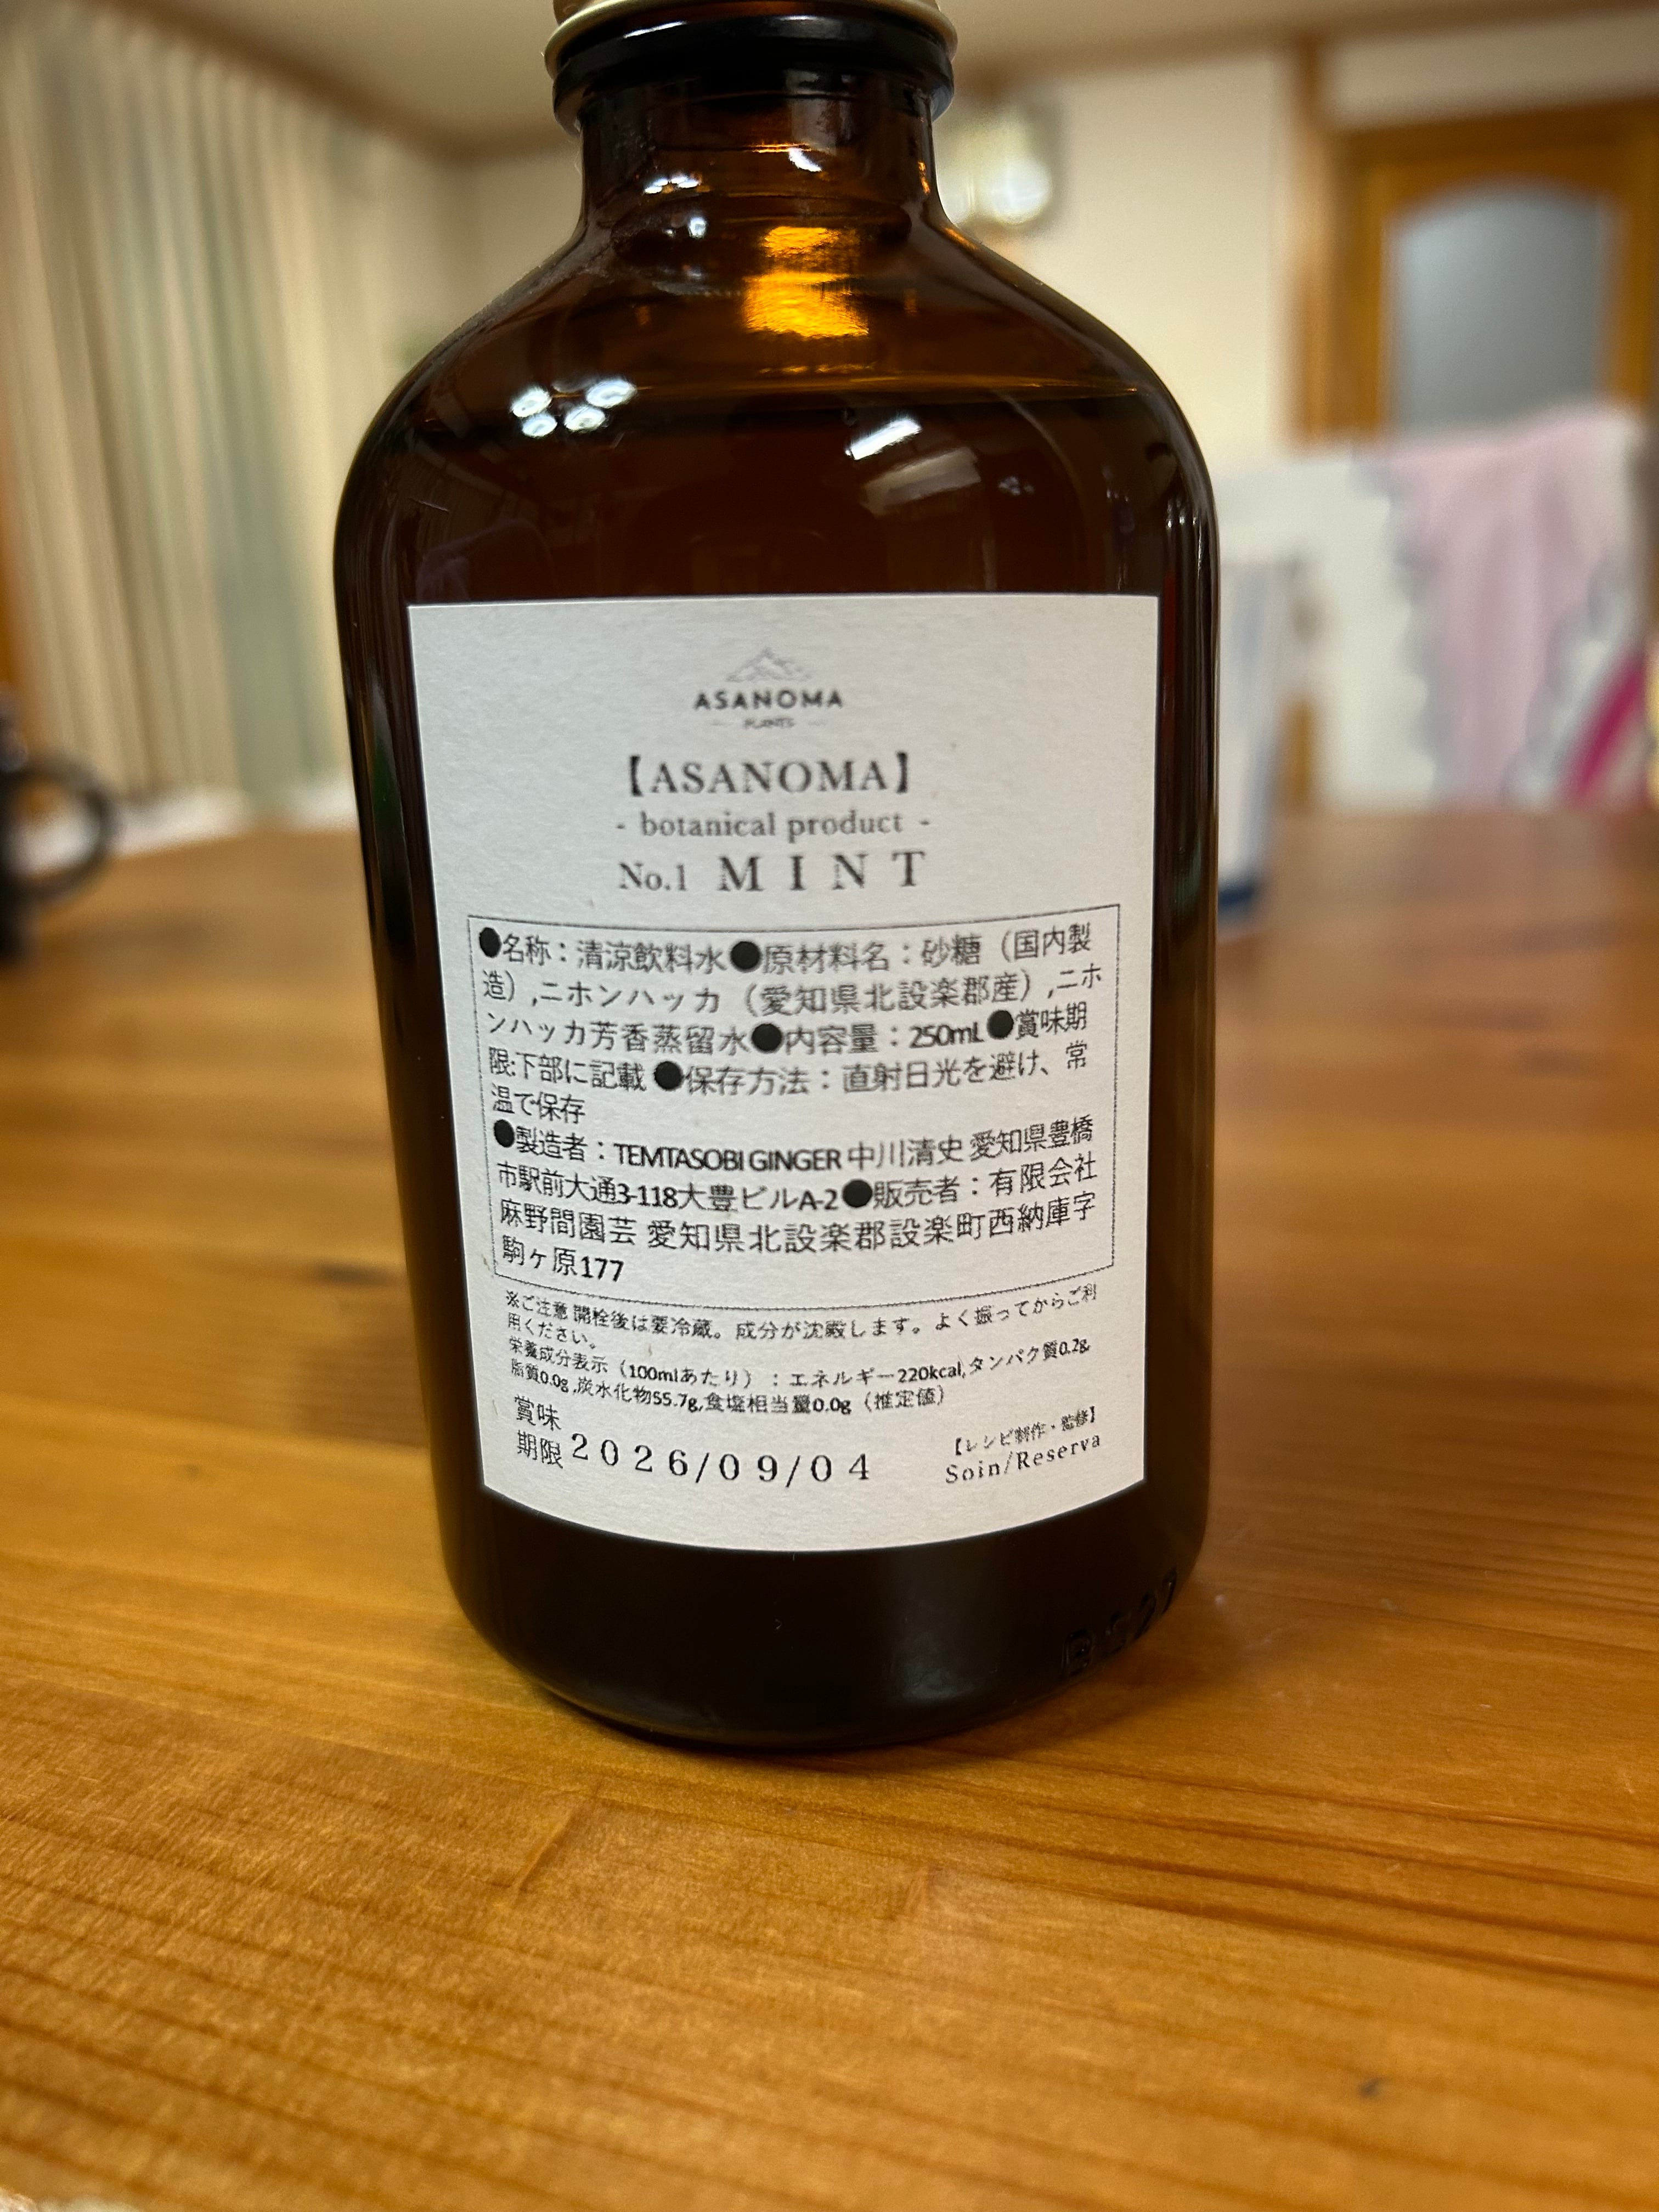 ASANOMA
PLANTS
【ASANOMA】
- botanical product -
No.1 MINT
●名称：清涼飲料水●原材料名：砂糖（国内製
造）,ニホンハッカ（愛知県北設楽郡産）,ニホ
ンハッカ芳香蒸留水●内容量：250mL●賞味期
限:下部に記載 ●保存方法：直射日光を避け、常
温で保存
●製造者：TEMTASOBI GINGER 中川清史 愛知県豊橋
市駅前大通3-118大豊ビルA-2●販売者：有限会社
麻野間園芸 愛知県北設楽郡設楽町西納庫字
駒ヶ原177
※ご注意 開栓後は要冷蔵。成分が沈殿します。よく振ってからご利
用ください。
栄養成分表示（100mlあたり）：エネルギー220kcal,タンパク質0.2g,
脂質0.0g,炭水化物55.7g,食塩相当量0.0g（推定値）
賞味
期限 2026/09/04
【レシピ制作・監修】
Soin/Reserva